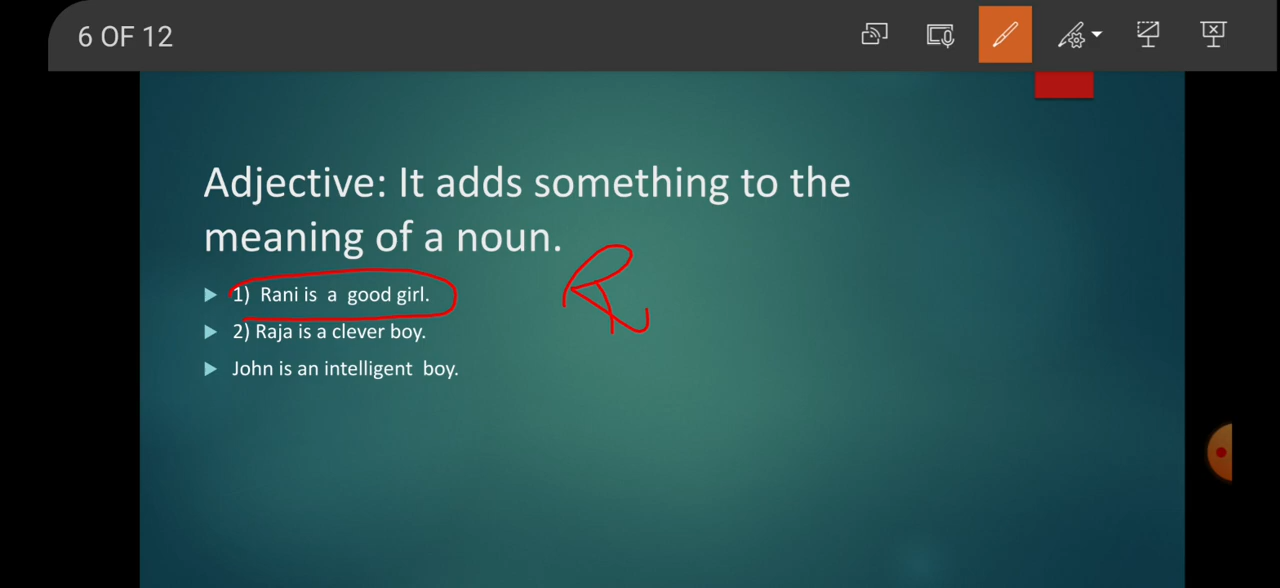 6 OF 12
Adjective: It adds something to the
meaning of a noun.
1) Rani is a good girl.
R
2) Raja is a clever boy.
John is an intelligent boy.